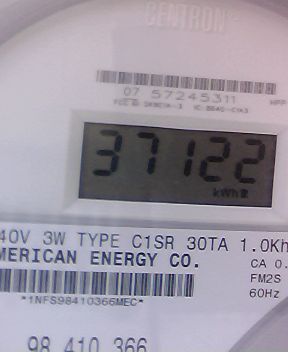 CENTRON
07 57245311
37122
kWh
40V 3W TYPE C1SR 30TA 1.0Kh
MERICAN ENERGY CO.
CA 0.
FM2S
60Hz
*1NFS98410366MEC*
98 410 366